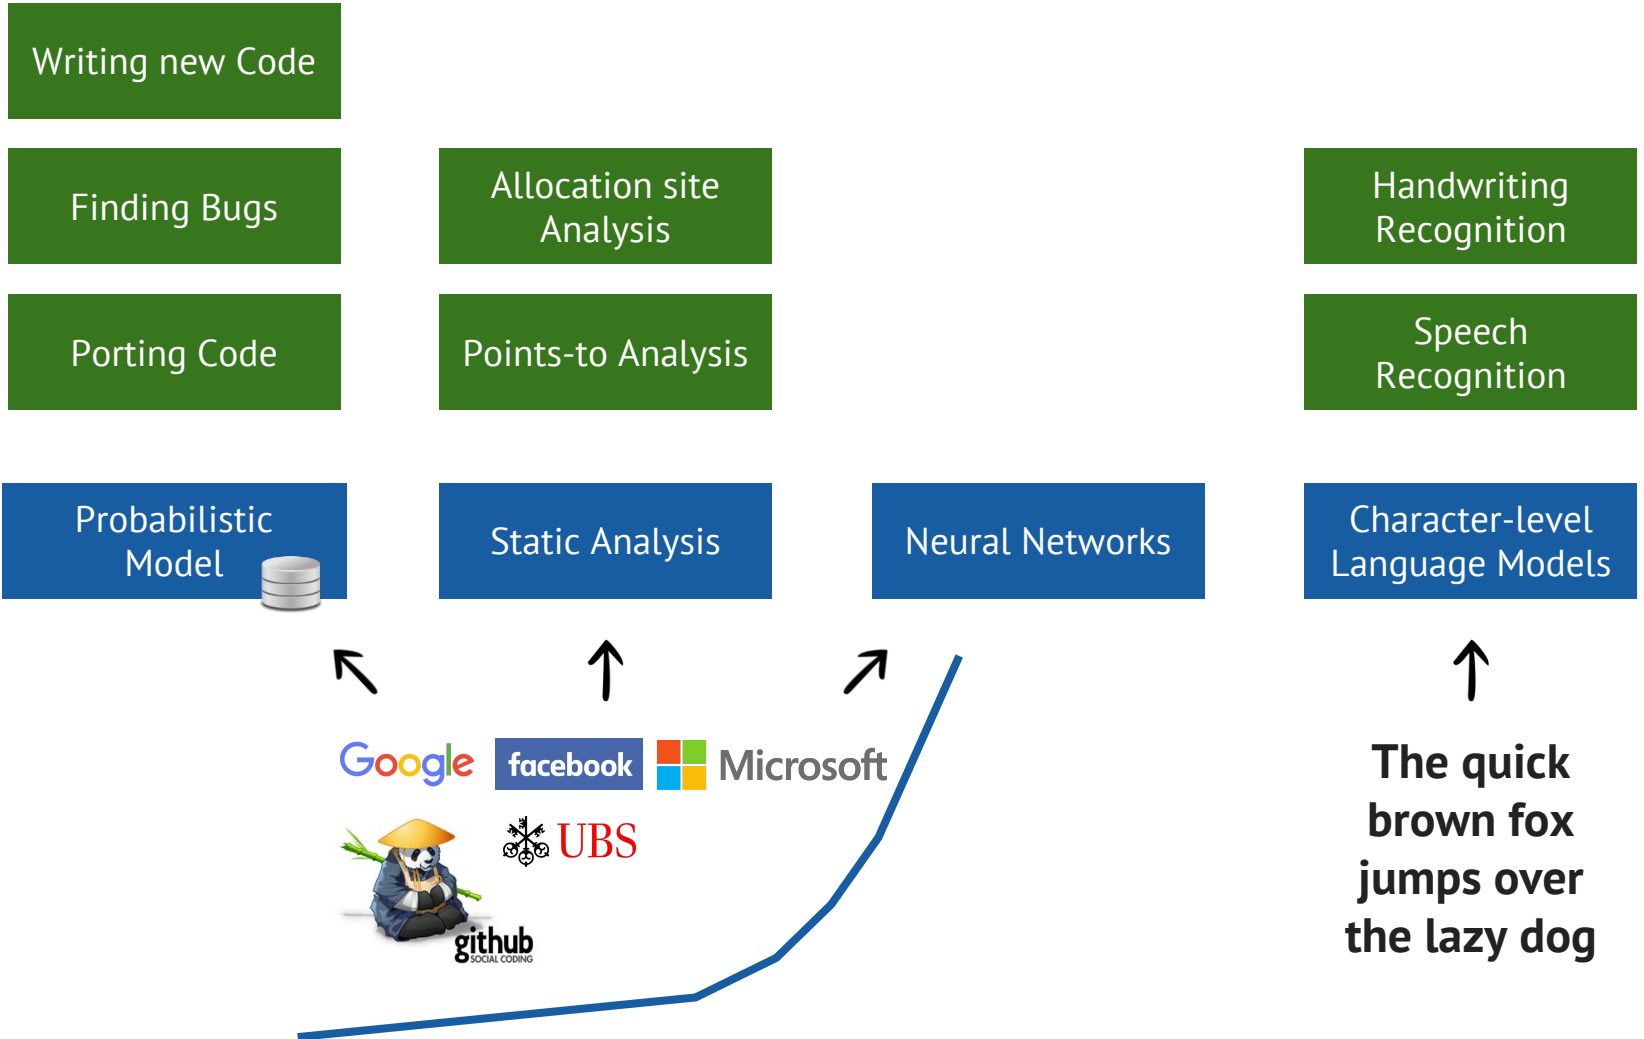 Writing new Code
Finding Bugs
Allocation site
Analysis
Handwriting
Recognition
Porting Code
Points-to Analysis
Speech
Recognition
Probabilistic
Model
Static Analysis
Neural Networks
Character-level
Language Models
Google
facebook
Microsoft
UBS
github
SOCIAL CODING
The quick
brown fox
jumps over
the lazy dog